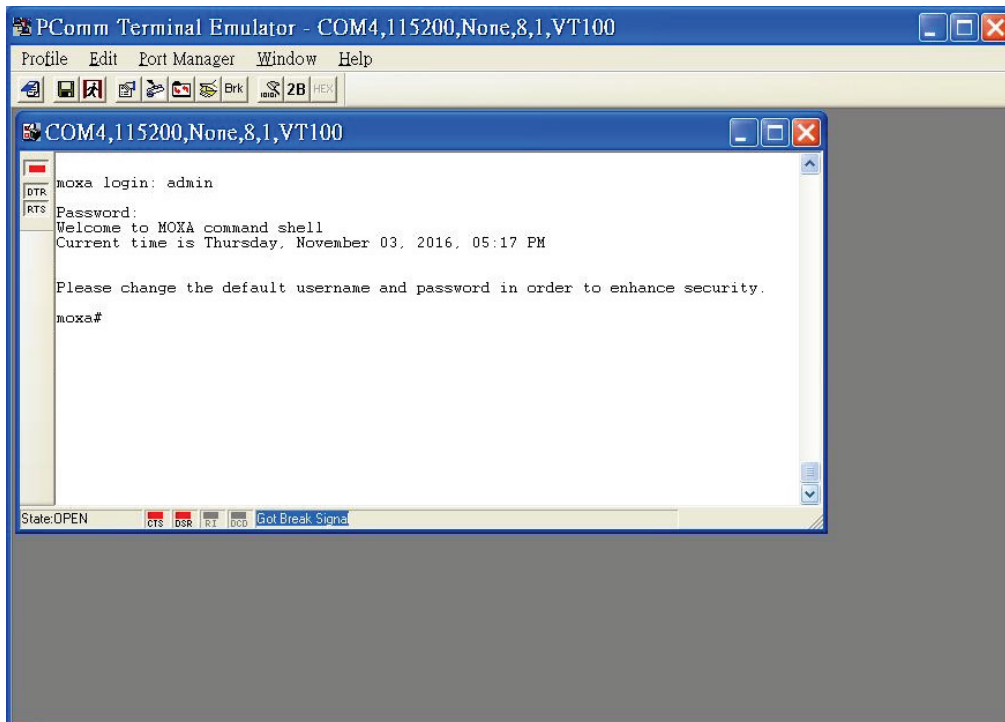 PComm Terminal Emulator - COM4,115200,None,8,1,VT100
Profile Edit Port Manager Window Help
Brk 2B HEX
COM4,115200,None,8,1,VT100
DTR
RTS
moxa login: admin
Password:
Welcome to MOXA command shell
Current time is Thursday, November 03, 2016, 05:17 PM
Please change the default username and password in order to enhance security.
moxa#
State:OPEN CTS DSR RI DCD Got Break Signal